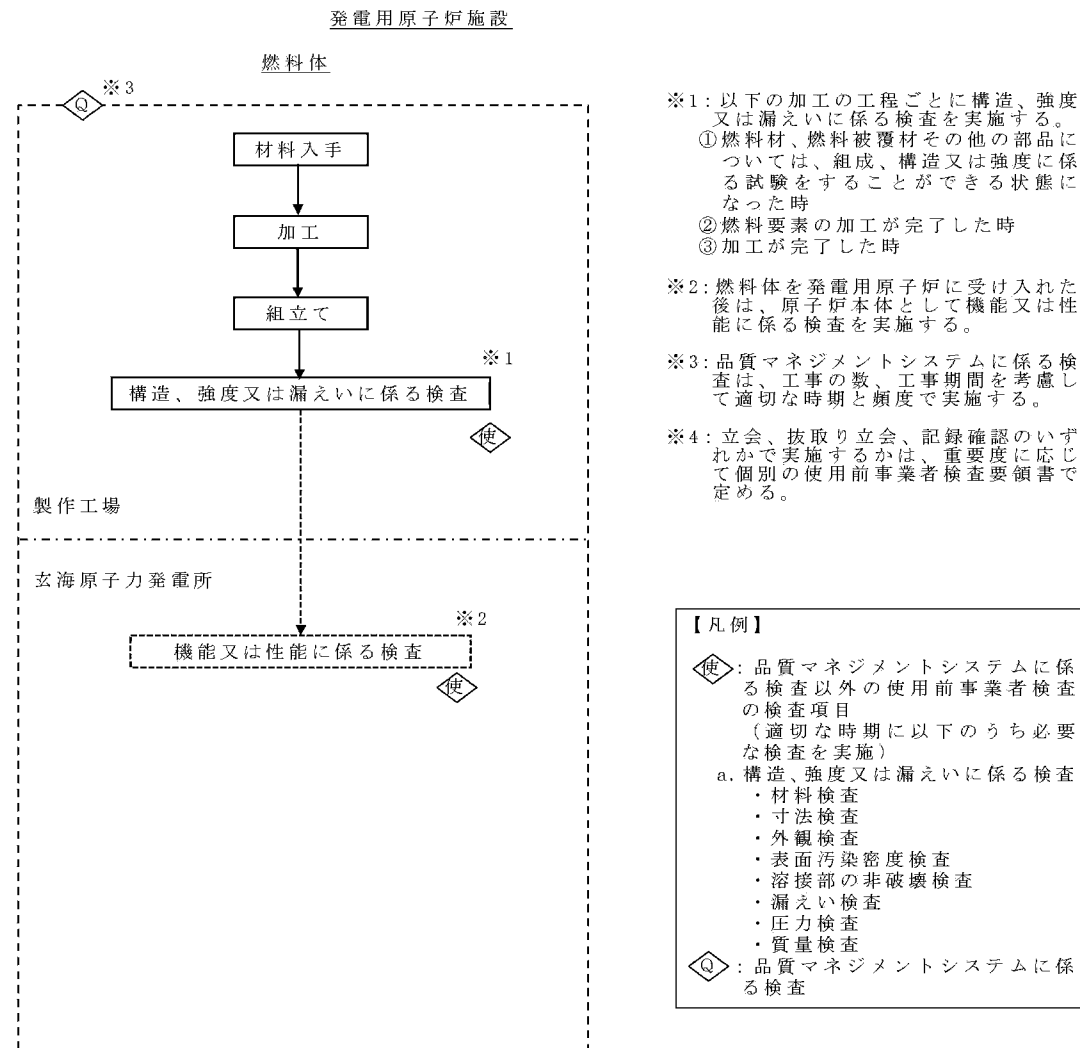 発電用原子炉施設
燃料体
Q
※3
材料入手
加工
組立て
※1
構造、強度又は漏えいに係る検査
使
製作工場
玄海原子力発電所
※2
機能又は性能に係る検査
使
※1:以下の加工の工程ごとに構造、強度
又は漏えいに係る検査を実施する。
①燃料材、燃料被覆材その他の部品に
ついては、組成、構造又は強度に係
る試験をすることができる状態に
なった時
②燃料要素の加工が完了した時
③加工が完了した時
※2:燃料体を発電用原子炉に受け入れた
後は、原子炉本体として機能又は性
能に係る検査を実施する。
※3:品質マネジメントシステムに係る検
査は、工事の数、工事期間を考慮し
て適切な時期と頻度で実施する。
※4:立会、抜取り立会、記録確認のいず
れかで実施するかは、重要度に応じ
て個別の使用前事業者検査要領書で
定める。
【凡例】
使:品質マネジメントシステムに係
る検査以外の使用前事業者検査
の検査項目
(適切な時期に以下のうち必要
な検査を実施)
a.構造、強度又は漏えいに係る検査
・材料検査
・寸法検査
・外観検査
・表面汚染密度検査
・溶接部の非破壊検査
・漏えい検査
・圧力検査
・質量検査
Q:品質マネジメントシステムに係
る検査